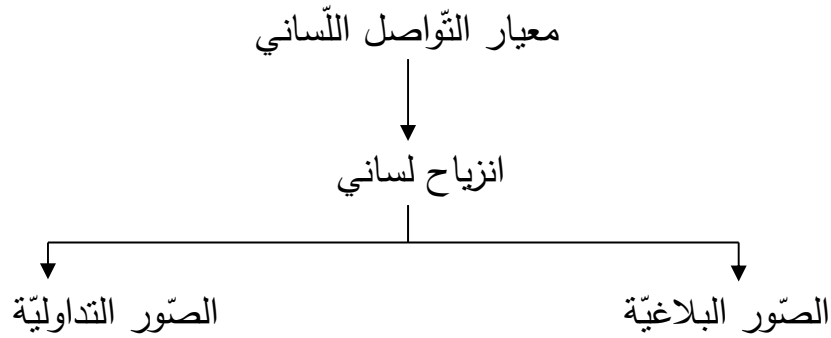 معيار التّواصل اللّساني
انزياح لساني
الصّور البلاغيّة
الصّور التداوليّة